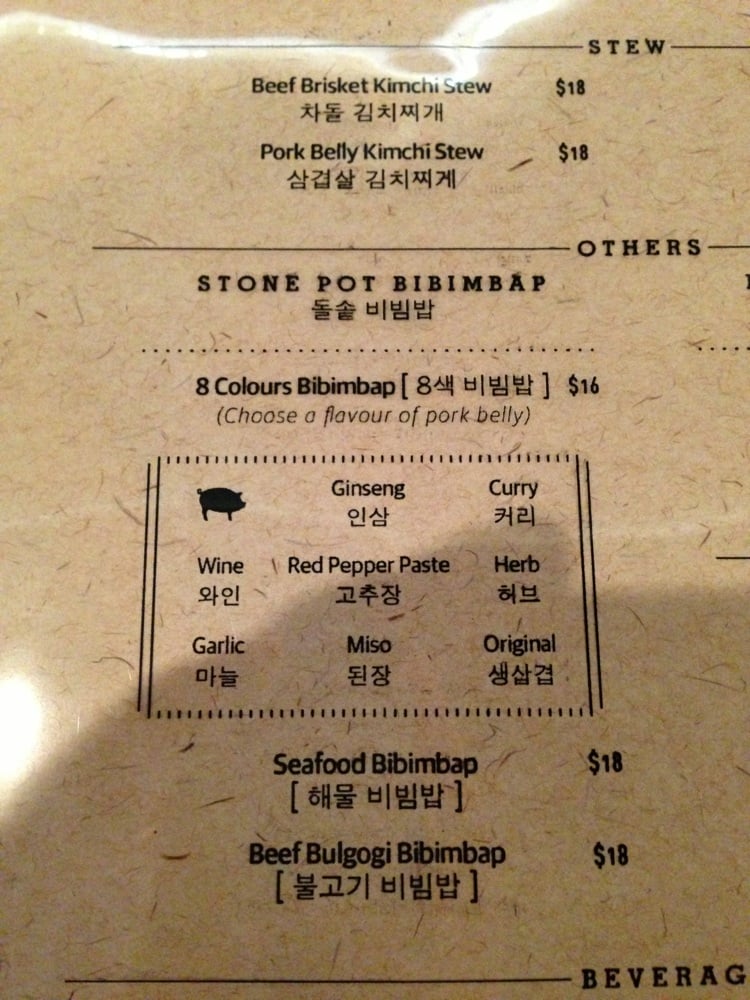 STEW
Beef Brisket Kimchi Stew $18
차돌 김치찌개
Pork Belly Kimchi Stew $18
삼겹살 김치찌게
OTHERS
STONE POT BIBIMBAP
돌솥 비빔밥
8 Colours Bibimbap [ 8색 비빔밥 ] $16
(Choose a flavour of pork belly)
Ginseng Curry
인삼 커리
Wine Red Pepper Paste Herb
와인 고추장 허브
Garlic Miso Original
마늘 된장 생삽겹
Seafood Bibimbap $18
[ 해물 비빔밥 ]
Beef Bulgogi Bibimbap $18
[ 불고기 비빔밥 ]
BEVERAG